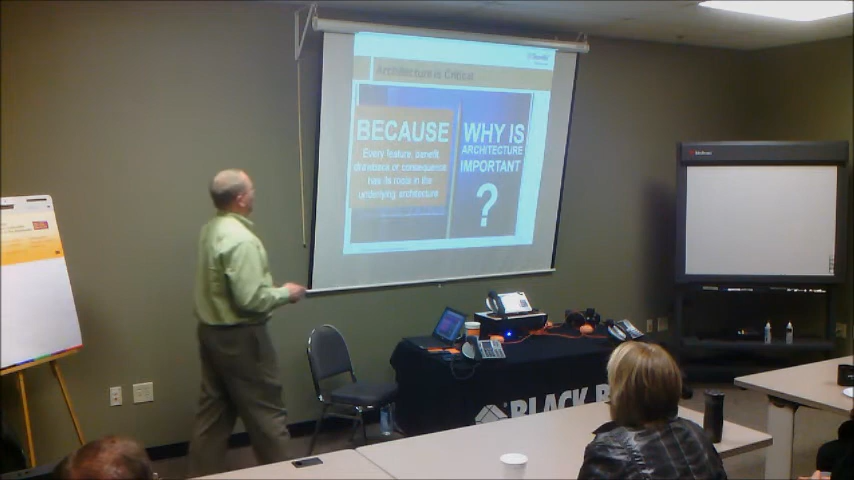 Architecture is Critical
BECAUSE
Every feature, benefit
drawback or consequence
has its roots in the
underlying architecture
WHY IS
ARCHITECTURE
IMPORTANT
?
BLACK B